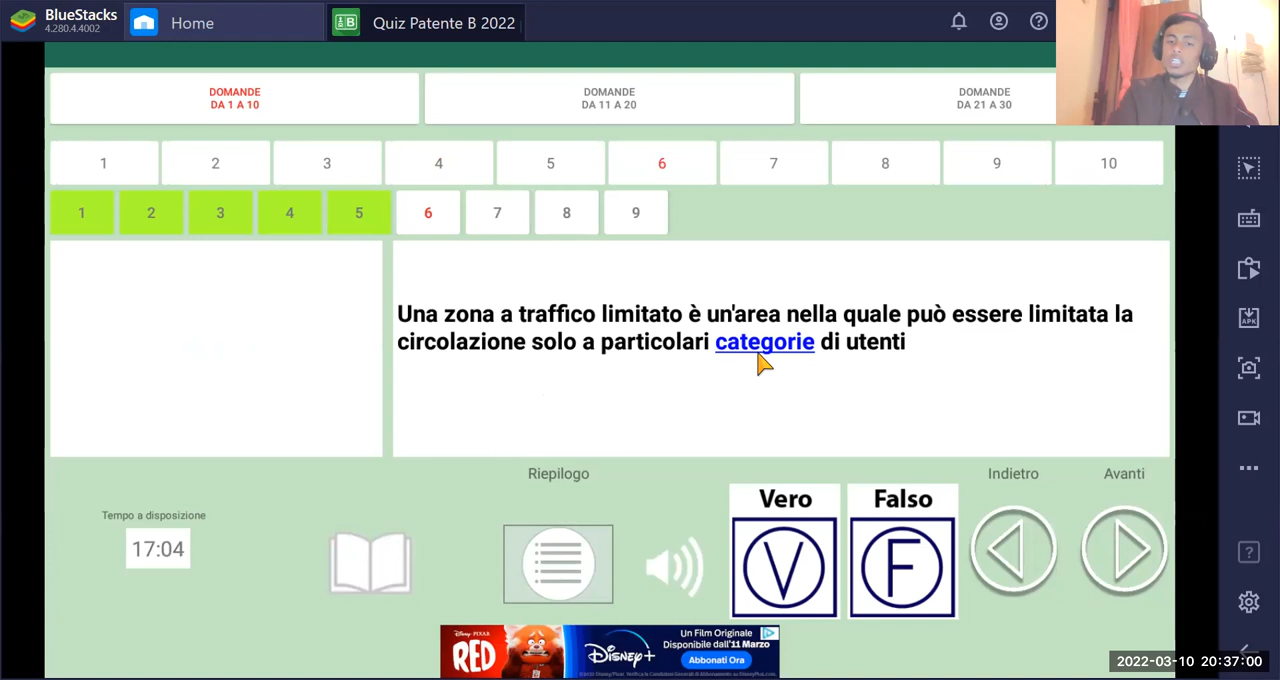 BlueStacks
4.280.4.4002
Home
Quiz Patente B 2022
DOMANDE
DA 1 A 10
DOMANDE
DA 11 A 20
DOMANDE
DA 21 A 30
1 2 3 4 5 6 7 8 9 10
1 2 3 4 5 6 7 8 9
Una zona a traffico limitato è un'area nella quale può essere limitata la
circolazione solo a particolari categorie di utenti
Riepilogo
Vero
Falso
Indietro
Avanti
Tempo a disposizione
17:04
V
F
APK
DISNEY PIXAR
RED
Disney+
Un Film Originale
Disponibile dall'11 Marzo
Abbonati Ora
2022-03-10 20:37:00